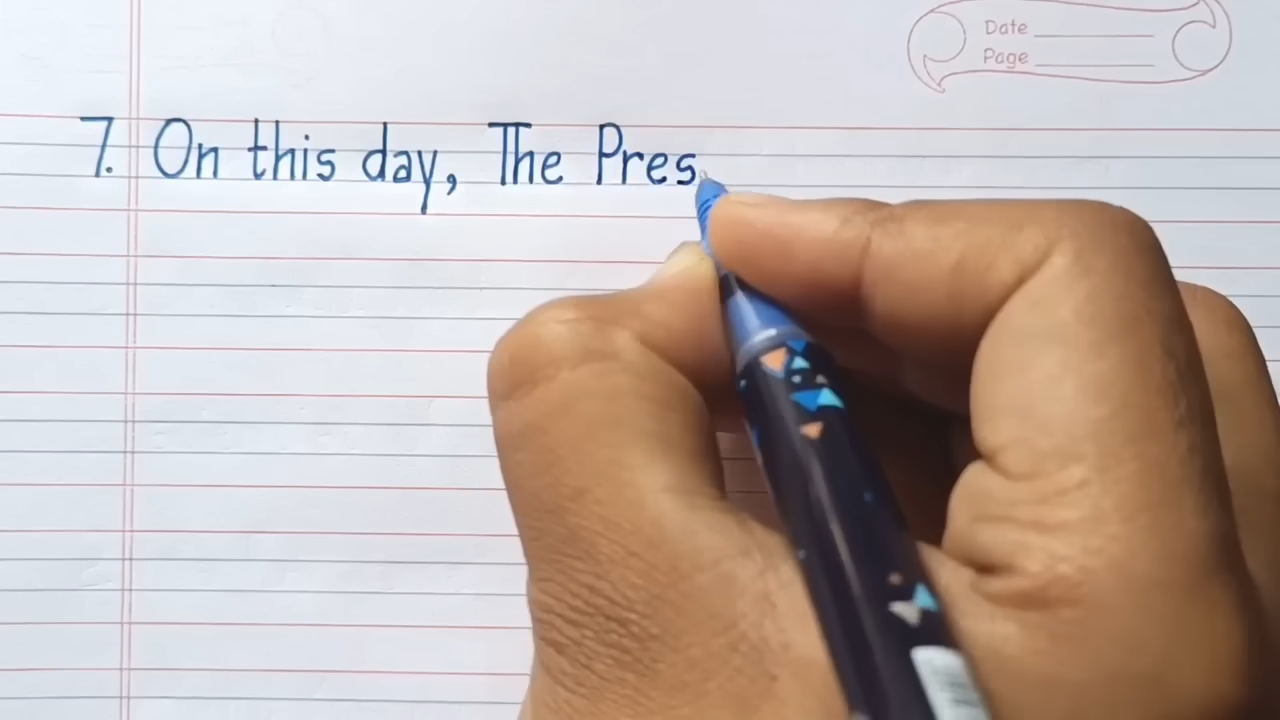 Date
Page
7. On this day, The Pres